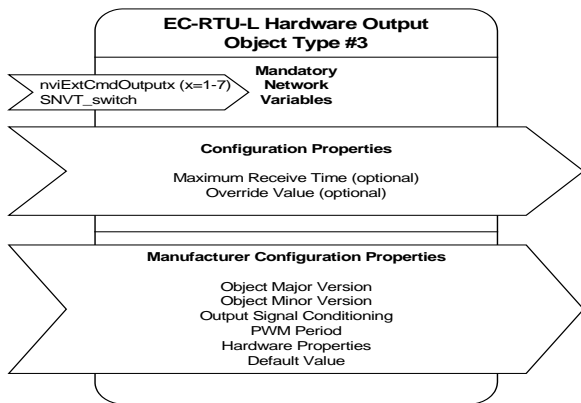 EC-RTU-L Hardware Output
Object Type #3
Mandatory
Network
Variables
nviExtCmdOutputx (x=1-7)
SNVT_switch
Configuration Properties
Maximum Receive Time (optional)
Override Value (optional)
Manufacturer Configuration Properties
Object Major Version
Object Minor Version
Output Signal Conditioning
PWM Period
Hardware Properties
Default Value